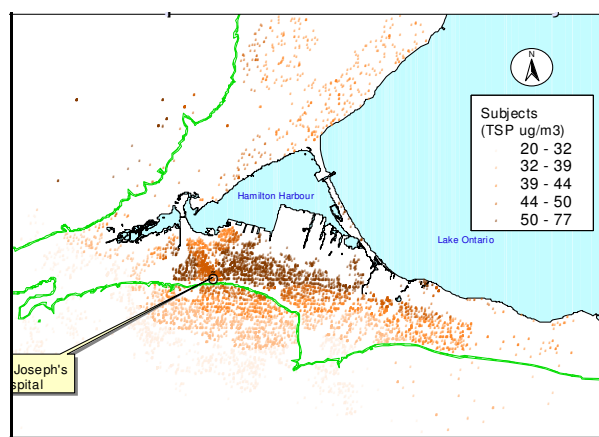 N
Subjects
(TSP ug/m3)
20 - 32
32 - 39
39 - 44
44 - 50
50 - 77
Hamilton Harbour
Lake Ontario
Joseph's
spital